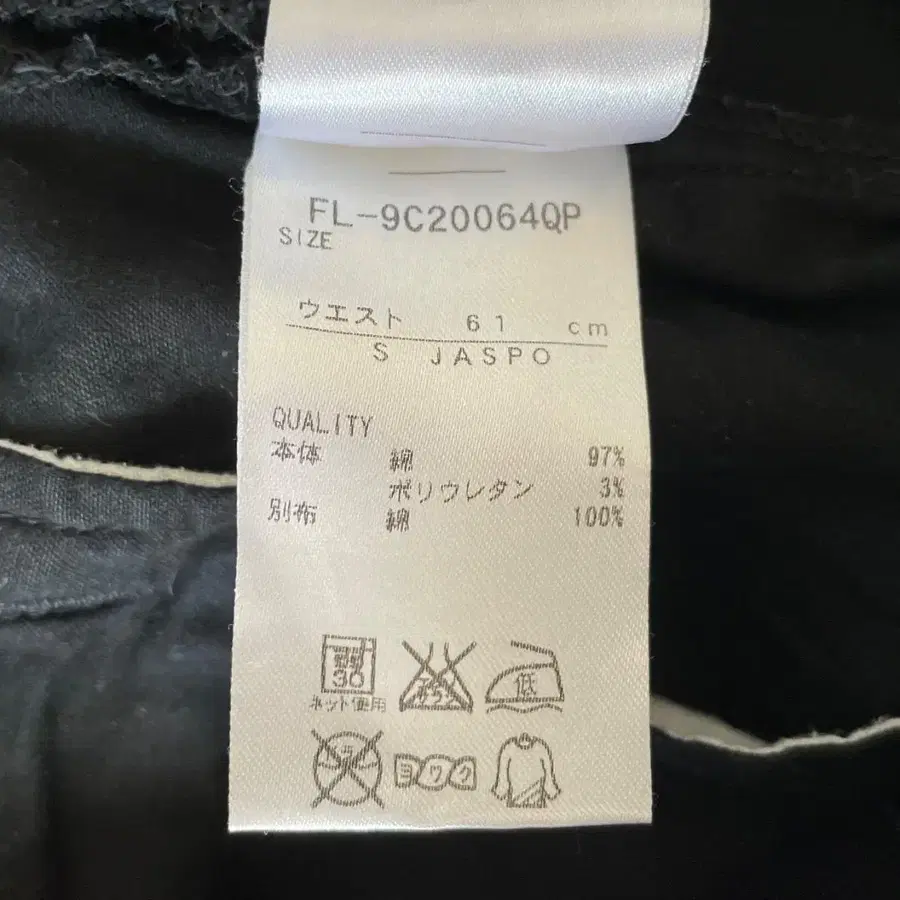 FL-9C20064QP
SIZE
ウエスト 61 cm
S JASPO
QUALITY
本体 綿 97%
ポリウレタン 3%
別布 綿 100%
30 低
ネット使用
ヨワク